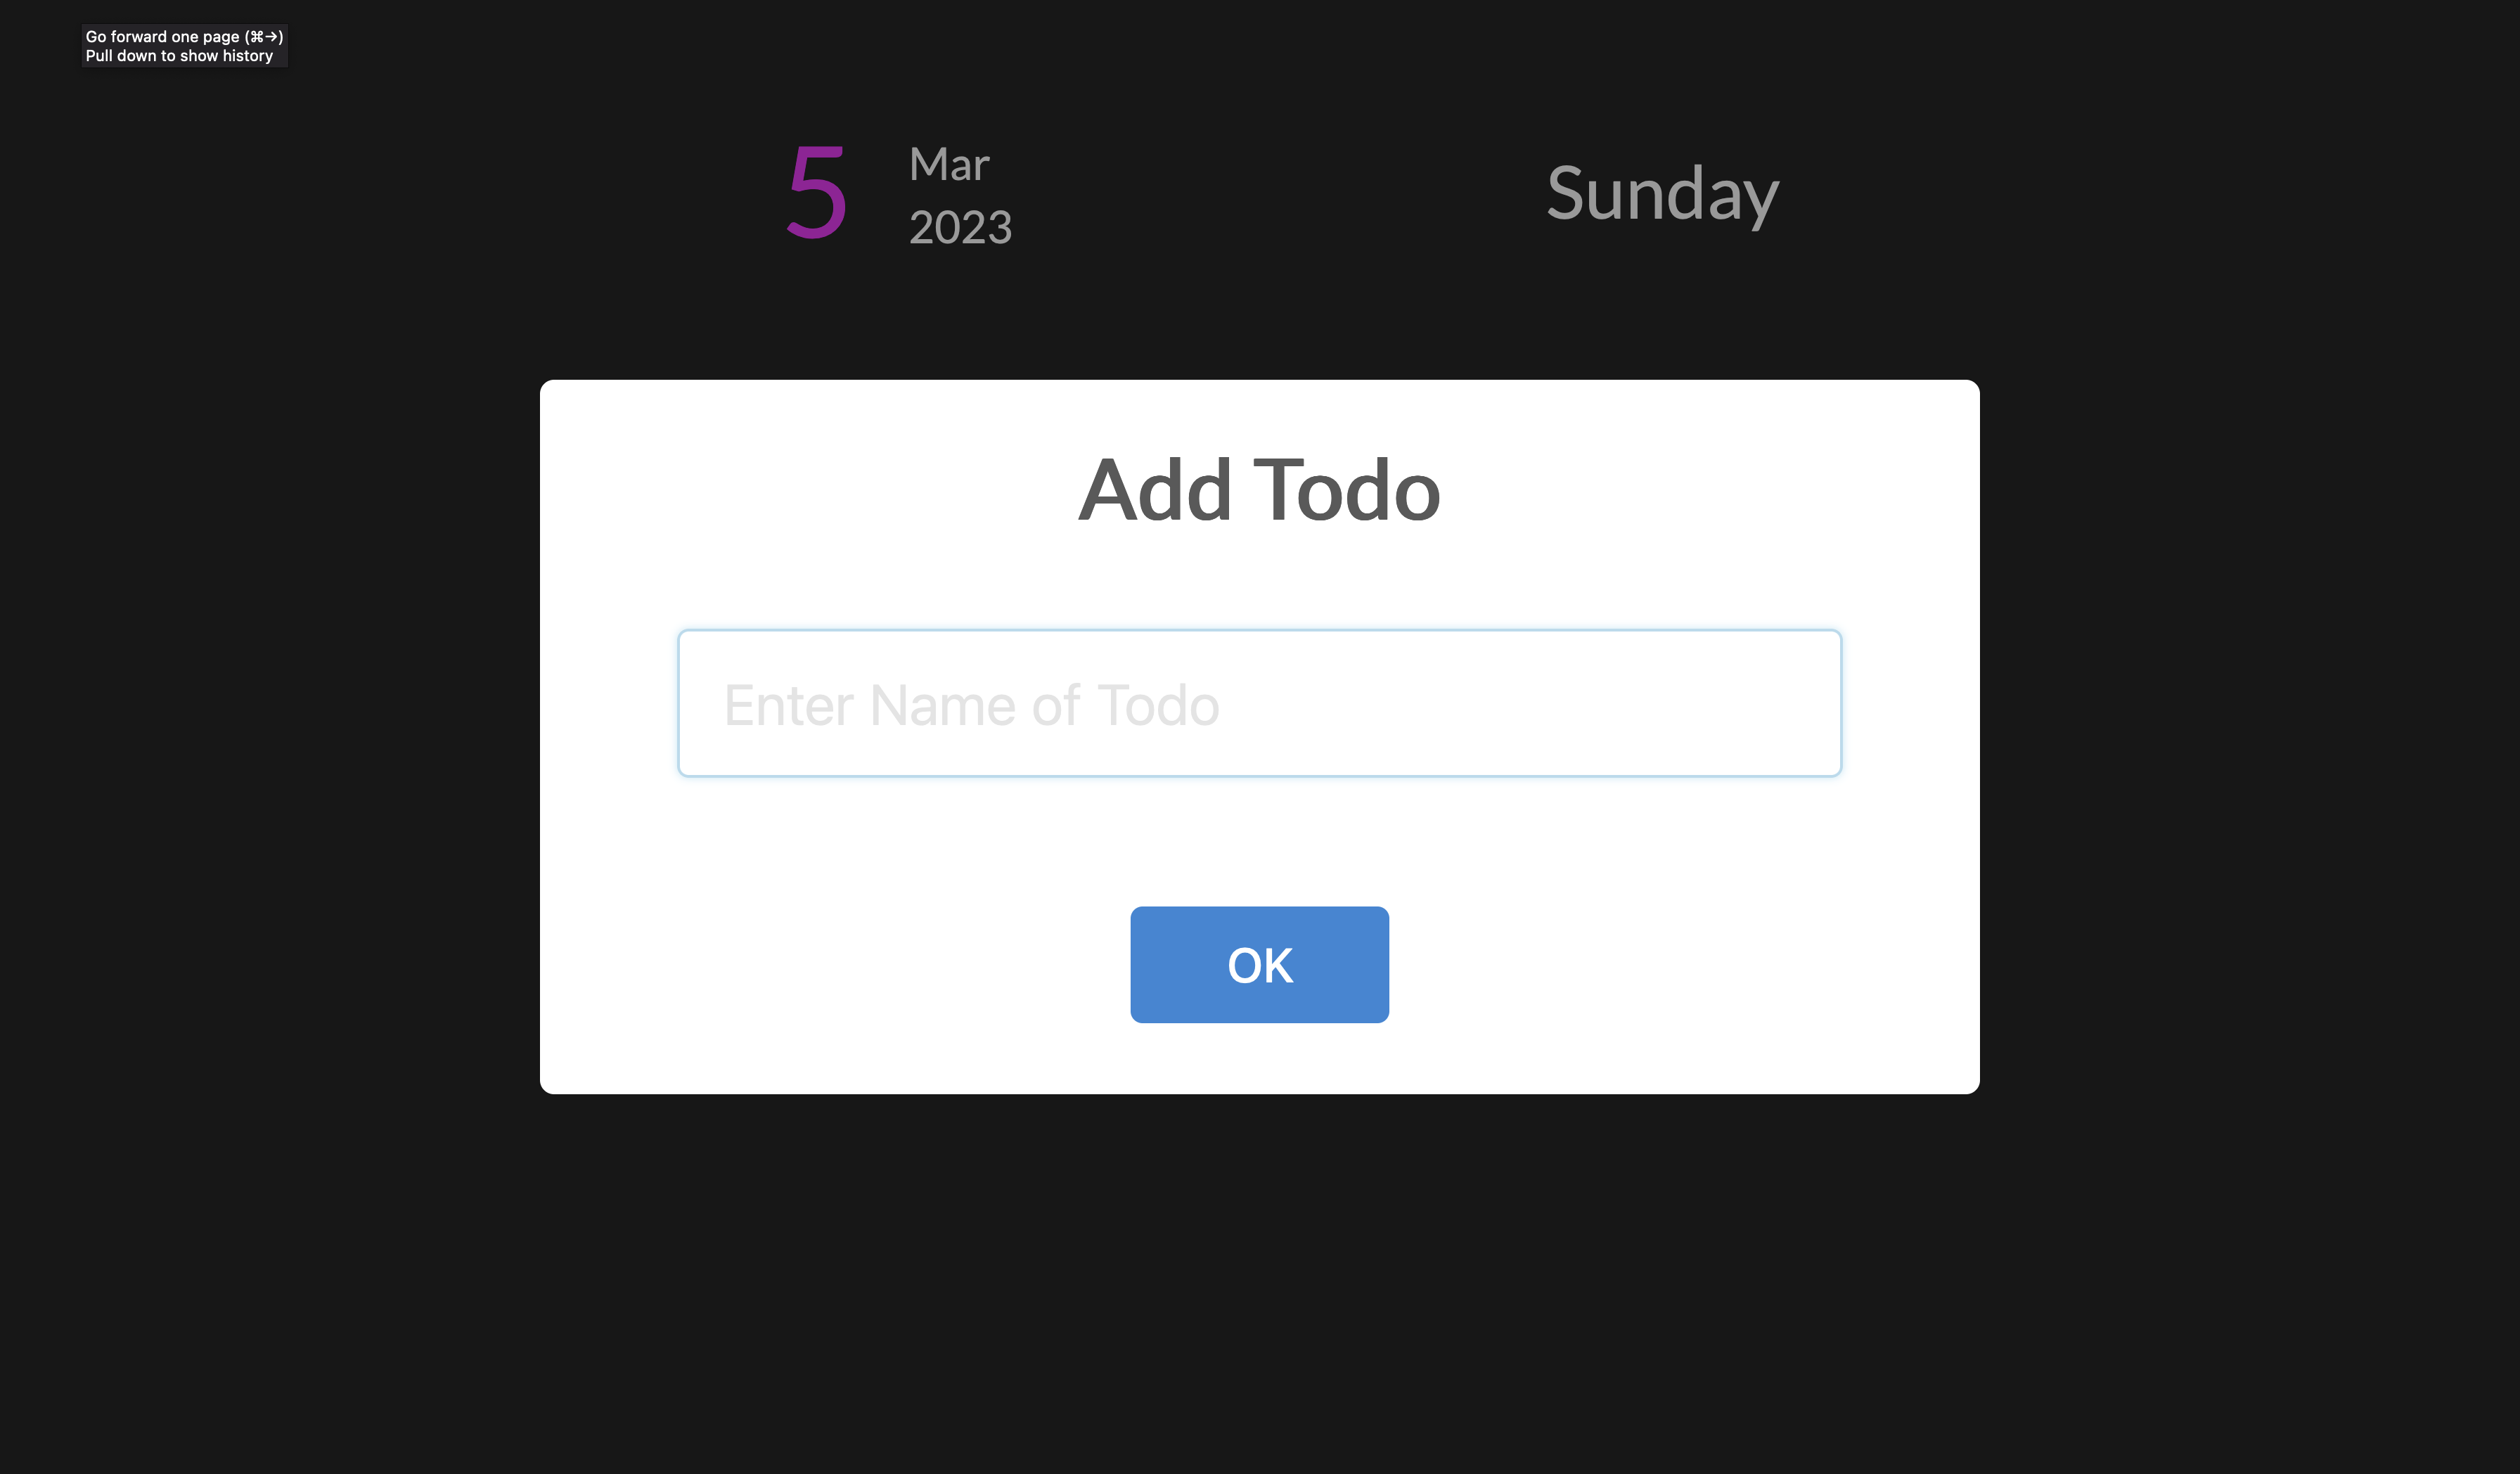 Go forward one page (⌘→)
Pull down to show history
5
Mar
2023
Sunday
Add Todo
Enter Name of Todo
OK